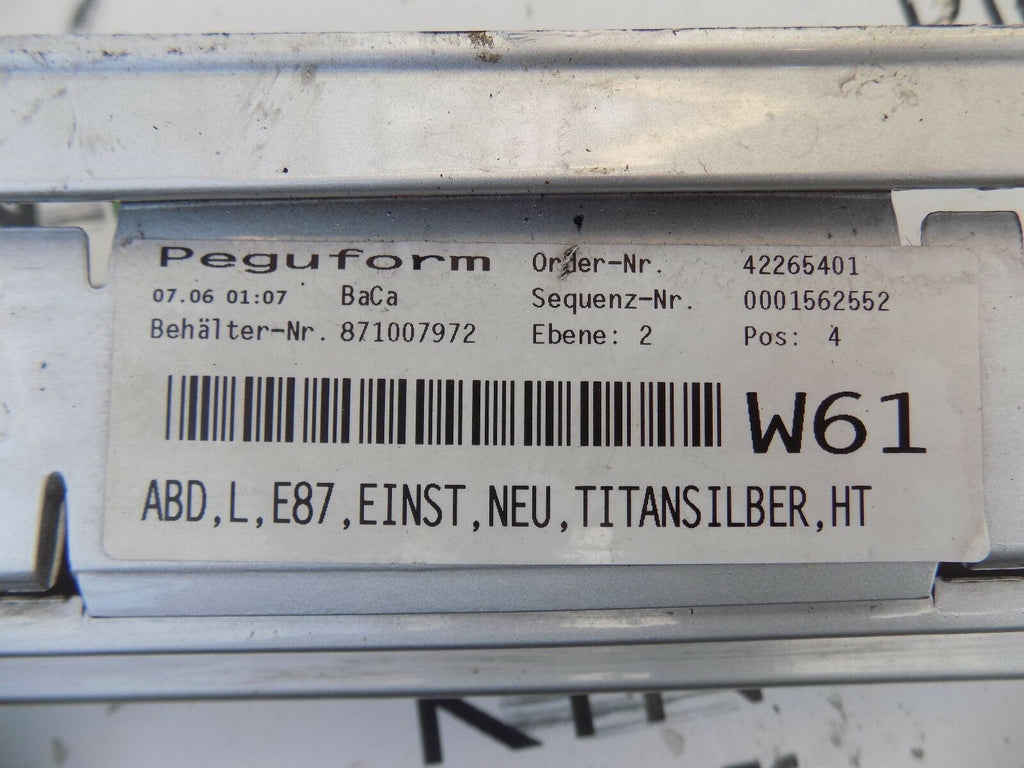 Peguform Order-Nr. 42265401
07.06 01:07 BaCa Sequenz-Nr. 0001562552
Behälter-Nr. 871007972 Ebene: 2 Pos: 4
W61
ABD,L,E87,EINST,NEU,TITANSILBER,HT